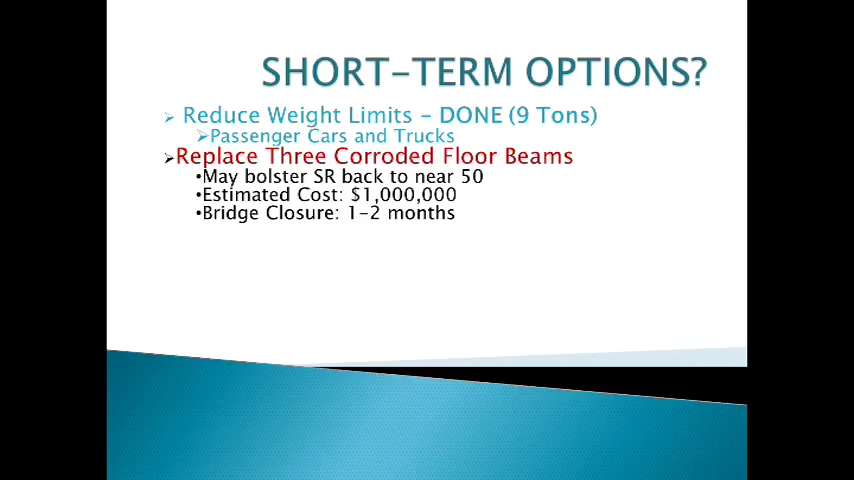 SHORT-TERM OPTIONS?
➢ Reduce Weight Limits – DONE (9 Tons)
➢Passenger Cars and Trucks
➢Replace Three Corroded Floor Beams
•May bolster SR back to near 50
•Estimated Cost: $1,000,000
•Bridge Closure: 1-2 months